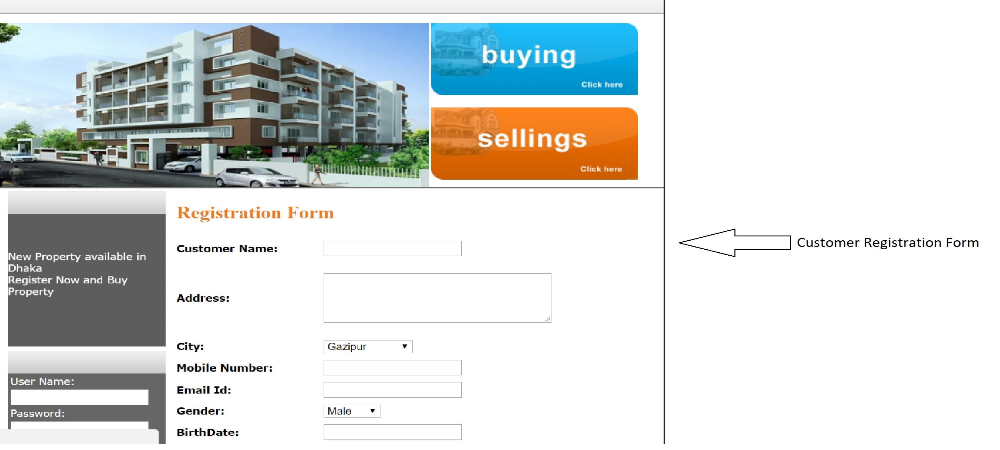 buying
Click here
sellings
Click here
New Property available in
Dhaka
Register Now and Buy
Property
User Name:
Password:
Registration Form
Customer Name:
Address:
City:
Gazipur
Mobile Number:
Email Id:
Gender:
Male
BirthDate:
Customer Registration Form